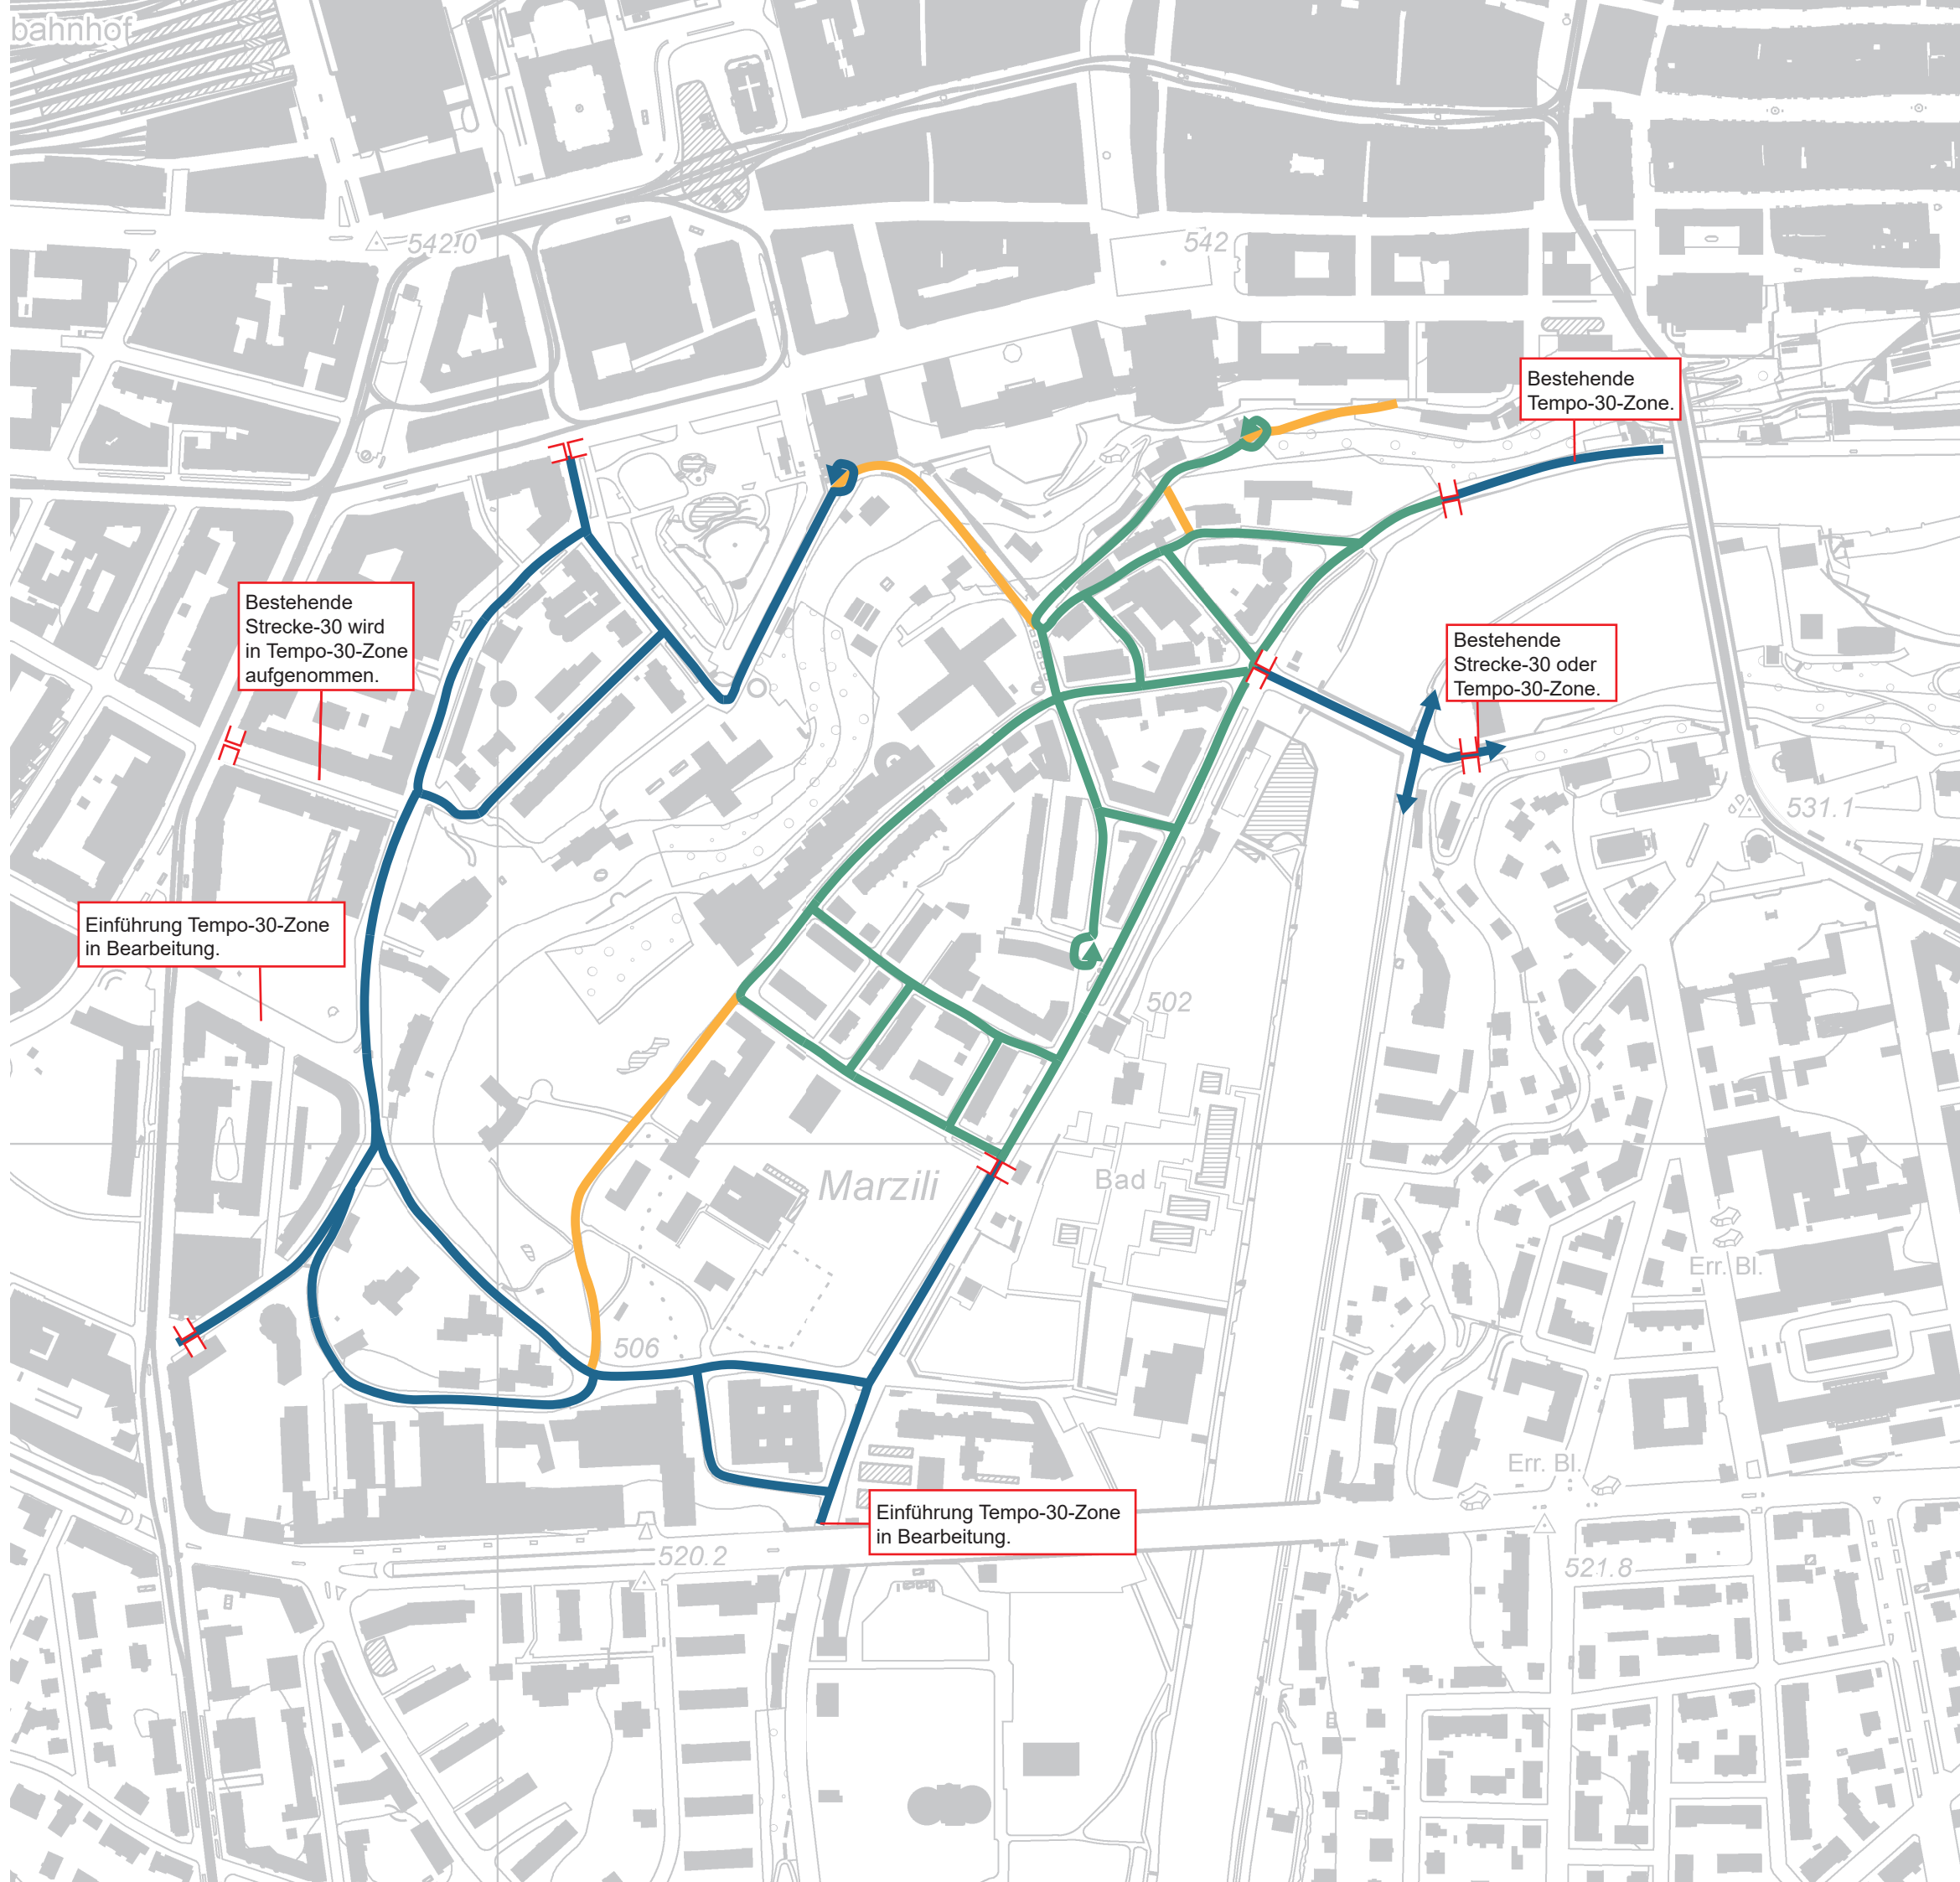 bahnhof
542.0
542
Bestehende
Tempo-30-Zone.
Bestehende
Strecke-30 wird
in Tempo-30-Zone
aufgenommen.
Bestehende
Strecke-30 oder
Tempo-30-Zone.
531.1
Einführung Tempo-30-Zone
in Bearbeitung.
502
Marzili
Bad
Err. Bl.
506
Err. Bl.
Einführung Tempo-30-Zone
in Bearbeitung.
520.2
521.8